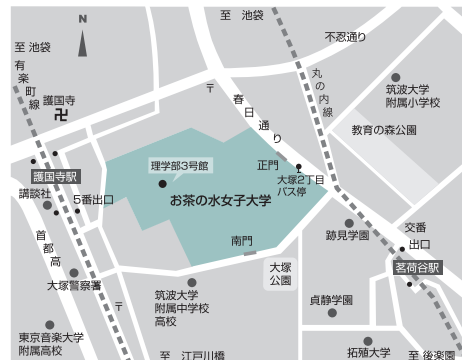 N
至 池袋
不忍通り
至 池袋
有楽町線
護国寺
卍
〒
春日通り
丸の内線
筑波大学
附属小学校
教育の森公園
理学部3号館
正門
大塚2丁目
バス停
護国寺駅
講談社
5番出口
お茶の水女子大学
首都高
南門
跡見学園
交番
出口
茗荷谷駅
大塚
公園
大塚警察署
〒
筑波大学
附属中学校
高校
貞静学園
東京音楽大学
附属高校
至 江戸川橋
拓殖大学
至 後楽園